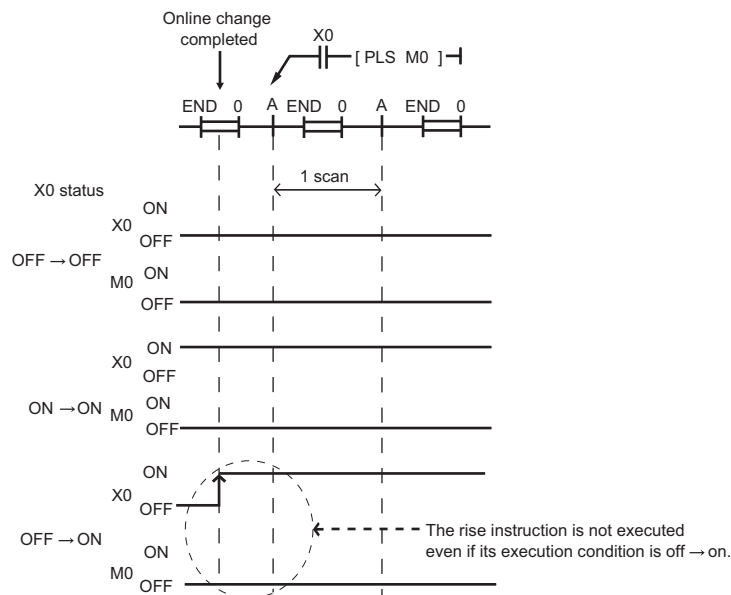 Online change
completed
X0
[ PLS M0 ]
END 0 A END 0 A END 0
1 scan
X0 status
ON
X0
OFF
OFF → OFF
ON
M0
OFF
ON
X0
OFF
ON → ON
ON
M0
OFF
ON
X0
OFF
OFF → ON
ON
M0
OFF
The rise instruction is not executed
even if its execution condition is off → on.